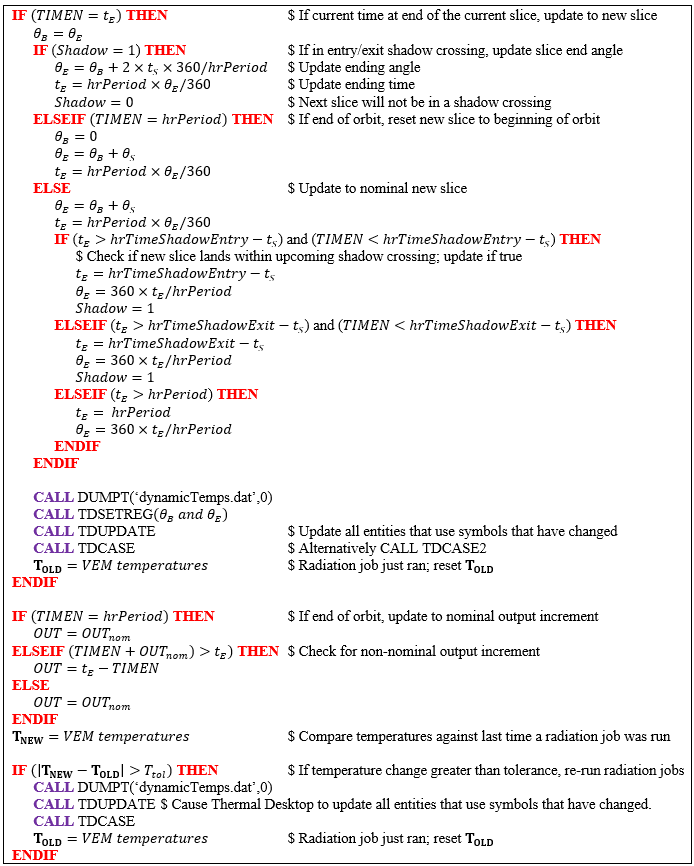 IF (TIMEN = t_E) THEN $ If current time at end of the current slice, update to new slice
θ_B = θ_E
IF (Shadow = 1) THEN $ If in entry/exit shadow crossing, update slice end angle
θ_E = θ_B + 2 × t_S × 360/hrPeriod $ Update ending angle
t_E = hrPeriod × θ_E/360 $ Update ending time
Shadow = 0 $ Next slice will not be in a shadow crossing
ELSEIF (TIMEN = hrPeriod) THEN $ If end of orbit, reset new slice to beginning of orbit
θ_B = 0
θ_E = θ_B + θ_S
t_E = hrPeriod × θ_E/360
ELSE $ Update to nominal new slice
θ_E = θ_B + θ_S
t_E = hrPeriod × θ_E/360
IF (t_E > hrTimeShadowEntry − t_S) and (TIMEN < hrTimeShadowEntry − t_S) THEN
$ Check if new slice lands within upcoming shadow crossing; update if true
t_E = hrTimeShadowEntry − t_S
θ_E = 360 × t_E/hrPeriod
Shadow = 1
ELSEIF (t_E > hrTimeShadowExit − t_S) and (TIMEN < hrTimeShadowExit − t_S) THEN
t_E = hrTimeShadowExit − t_S
θ_E = 360 × t_E/hrPeriod
Shadow = 1
ELSEIF (t_E > hrPeriod) THEN
t_E = hrPeriod
θ_E = 360 × t_E/hrPeriod
ENDIF
ENDIF
CALL DUMPT(‘dynamicTemps.dat’,0)
CALL TDSETREG(θ_B and θ_E)
CALL TDUPDATE $ Update all entities that use symbols that have changed
CALL TDCASE $ Alternatively CALL TDCASE2
T_OLD = VEM temperatures $ Radiation job just ran; reset T_OLD
ENDIF
IF (TIMEN = hrPeriod) THEN $ If end of orbit, update to nominal output increment
OUT = OUT_nom
ELSEIF (TIMEN + OUT_nom) > t_E) THEN $ Check for non-nominal output increment
OUT = t_E − TIMEN
ELSE
OUT = OUT_nom
ENDIF
T_NEW = VEM temperatures $ Compare temperatures against last time a radiation job was run
IF (|T_NEW − T_OLD| > T_tol) THEN $ If temperature change greater than tolerance, re-run radiation jobs
CALL DUMPT(‘dynamicTemps.dat’,0)
CALL TDUPDATE $ Cause Thermal Desktop to update all entities that use symbols that have changed.
CALL TDCASE
T_OLD = VEM temperatures $ Radiation job just ran; reset T_OLD
ENDIF